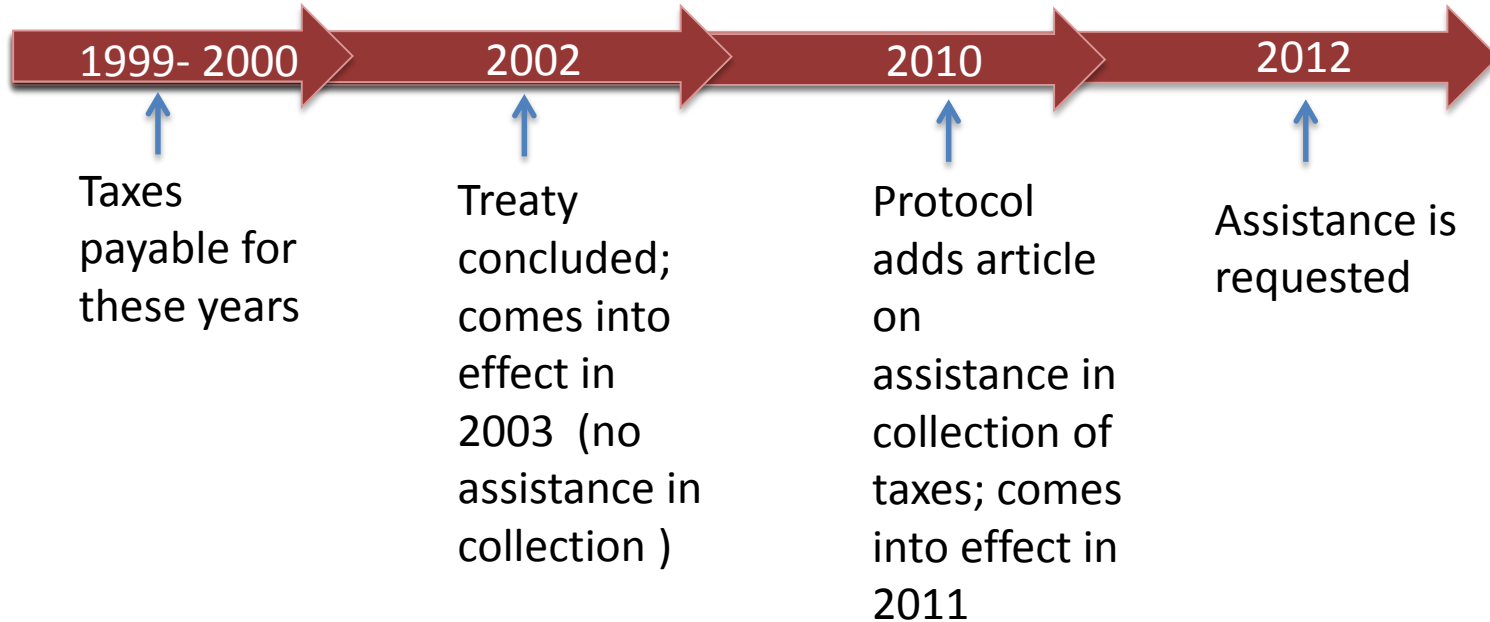 1999- 2000
2002
2010
2012
Taxes
payable for
these years
Treaty
concluded;
comes into
effect in
2003 (no
assistance in
collection )
Protocol
adds article
on
assistance in
collection of
taxes; comes
into effect in
2011
Assistance is
requested